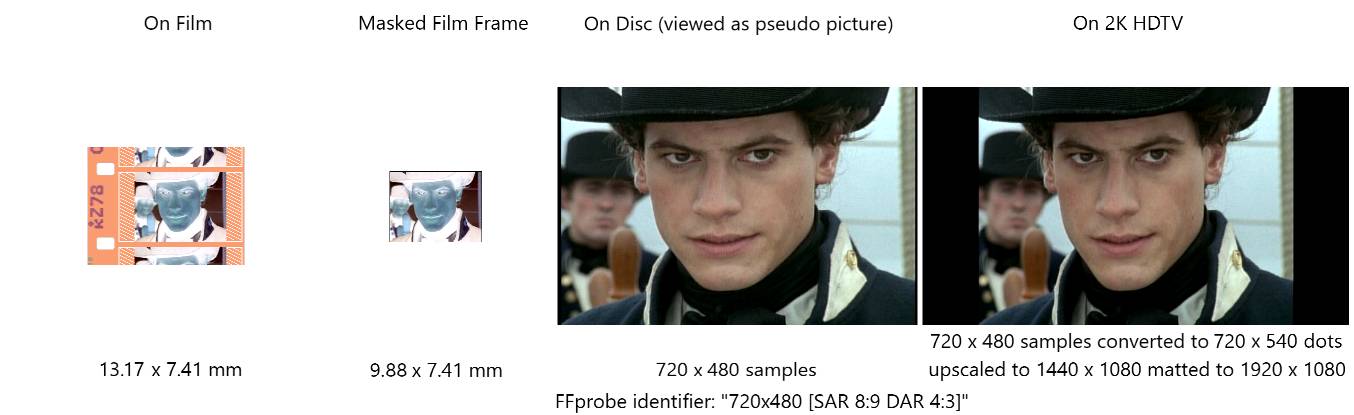 On Film
Masked Film Frame
On Disc (viewed as pseudo picture)
On 2K HDTV
KZ78
13.17 x 7.41 mm
9.88 x 7.41 mm
720 x 480 samples
FFprobe identifier: "720x480 [SAR 8:9 DAR 4:3]"
720 x 480 samples converted to 720 x 540 dots
upscaled to 1440 x 1080 matted to 1920 x 1080